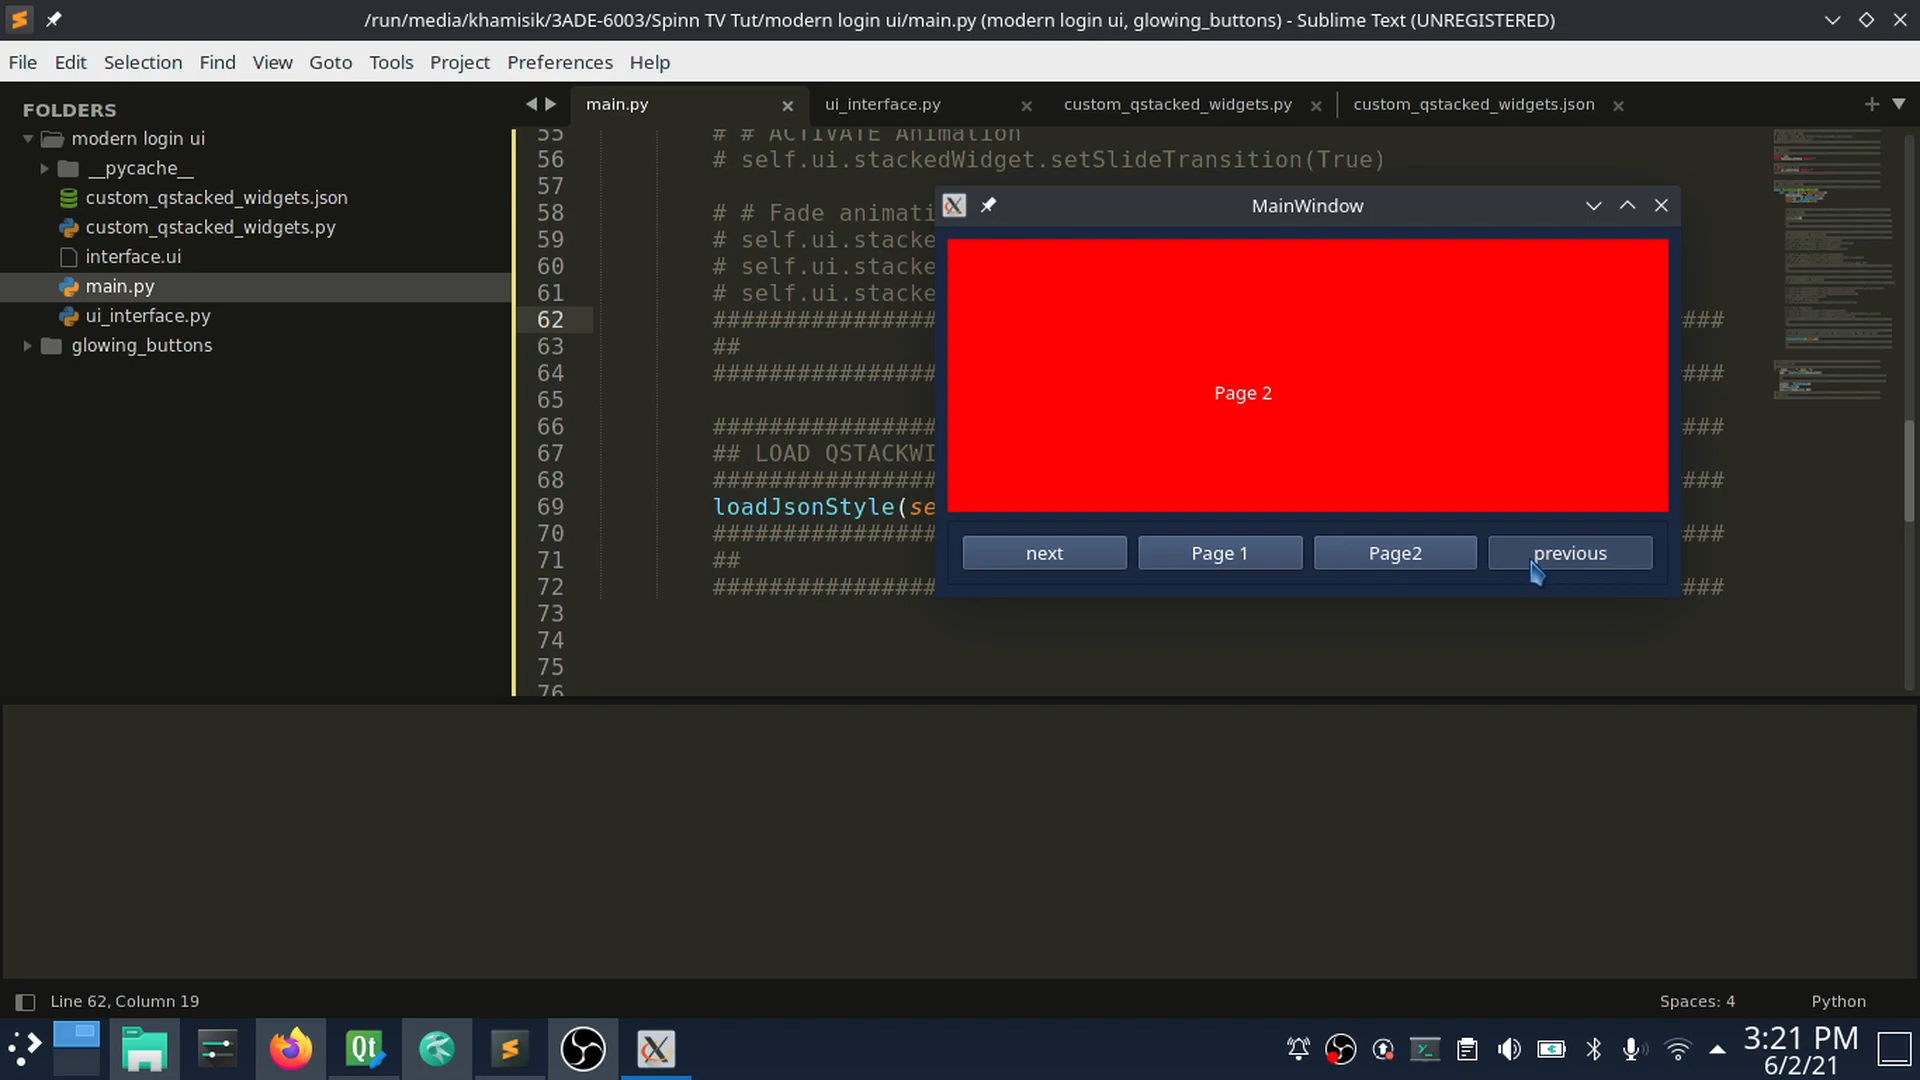 /run/media/khamisik/3ADE-6003/Spinn TV Tut/modern login ui/main.py (modern login ui, glowing_buttons) - Sublime Text (UNREGISTERED)
File Edit Selection Find View Goto Tools Project Preferences Help
FOLDERS
modern login ui
__pycache__
custom_qstacked_widgets.json
custom_qstacked_widgets.py
interface.ui
main.py
ui_interface.py
glowing_buttons
main.py ui_interface.py custom_qstacked_widgets.py custom_qstacked_widgets.json
55 # # ACTIVATE Animation
56 # self.ui.stackedWidget.setSlideTransition(True)
57
58 # # Fade animati
59 # self.ui.stacke
60 # self.ui.stacke
61 # self.ui.stacke
62 ################ ###
63 ##
64 ################ ###
65
66 ################ ###
67 ## LOAD QSTACKWI
68 ################ ###
69 loadJsonStyle(se
70 ################ ###
71 ##
72 ################ ###
73
74
75
76
MainWindow
Page 2
next Page 1 Page2 previous
Line 62, Column 19 Spaces: 4 Python
Qt
3:21 PM
6/2/21